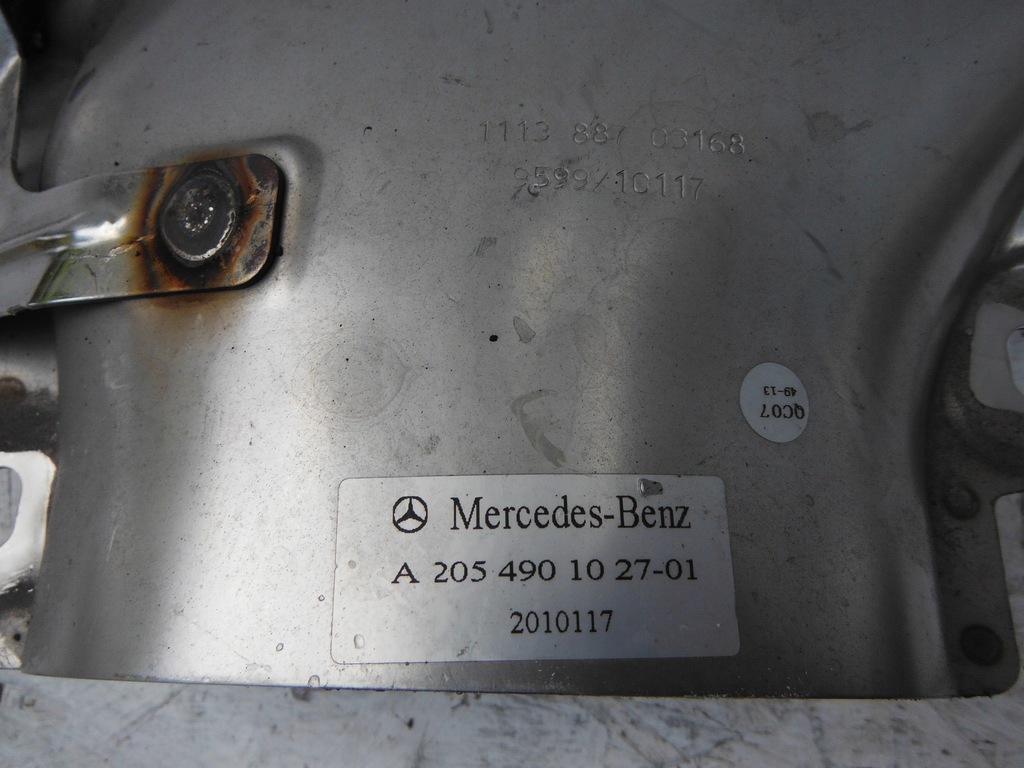 1113 887 03168
9599/10117
QC07
49-13
Mercedes-Benz
A 205 490 10 27-01
2010117